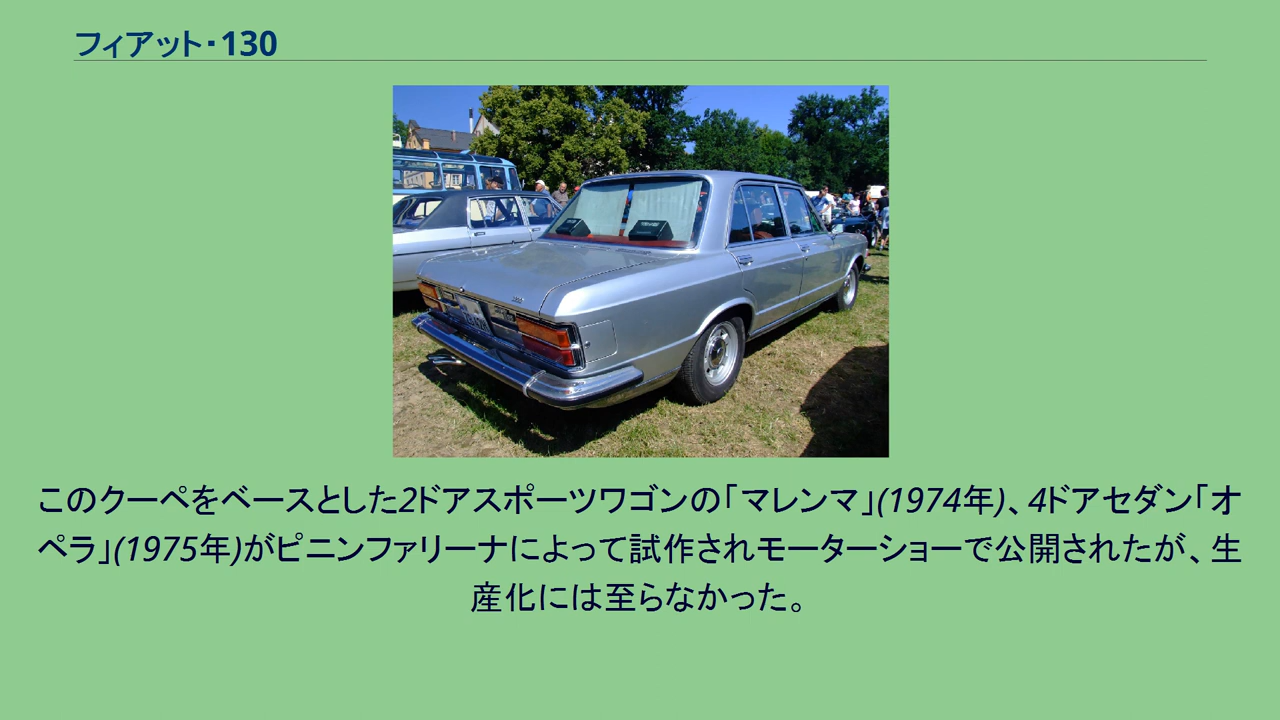 フィアット・130
このクーペをベースとした2ドアスポーツワゴンの「マレンマ」(1974年)、4ドアセダン「オ
ペラ」(1975年)がピニンファリーナによって試作されモーターショーで公開されたが、生
産化には至らなかった。